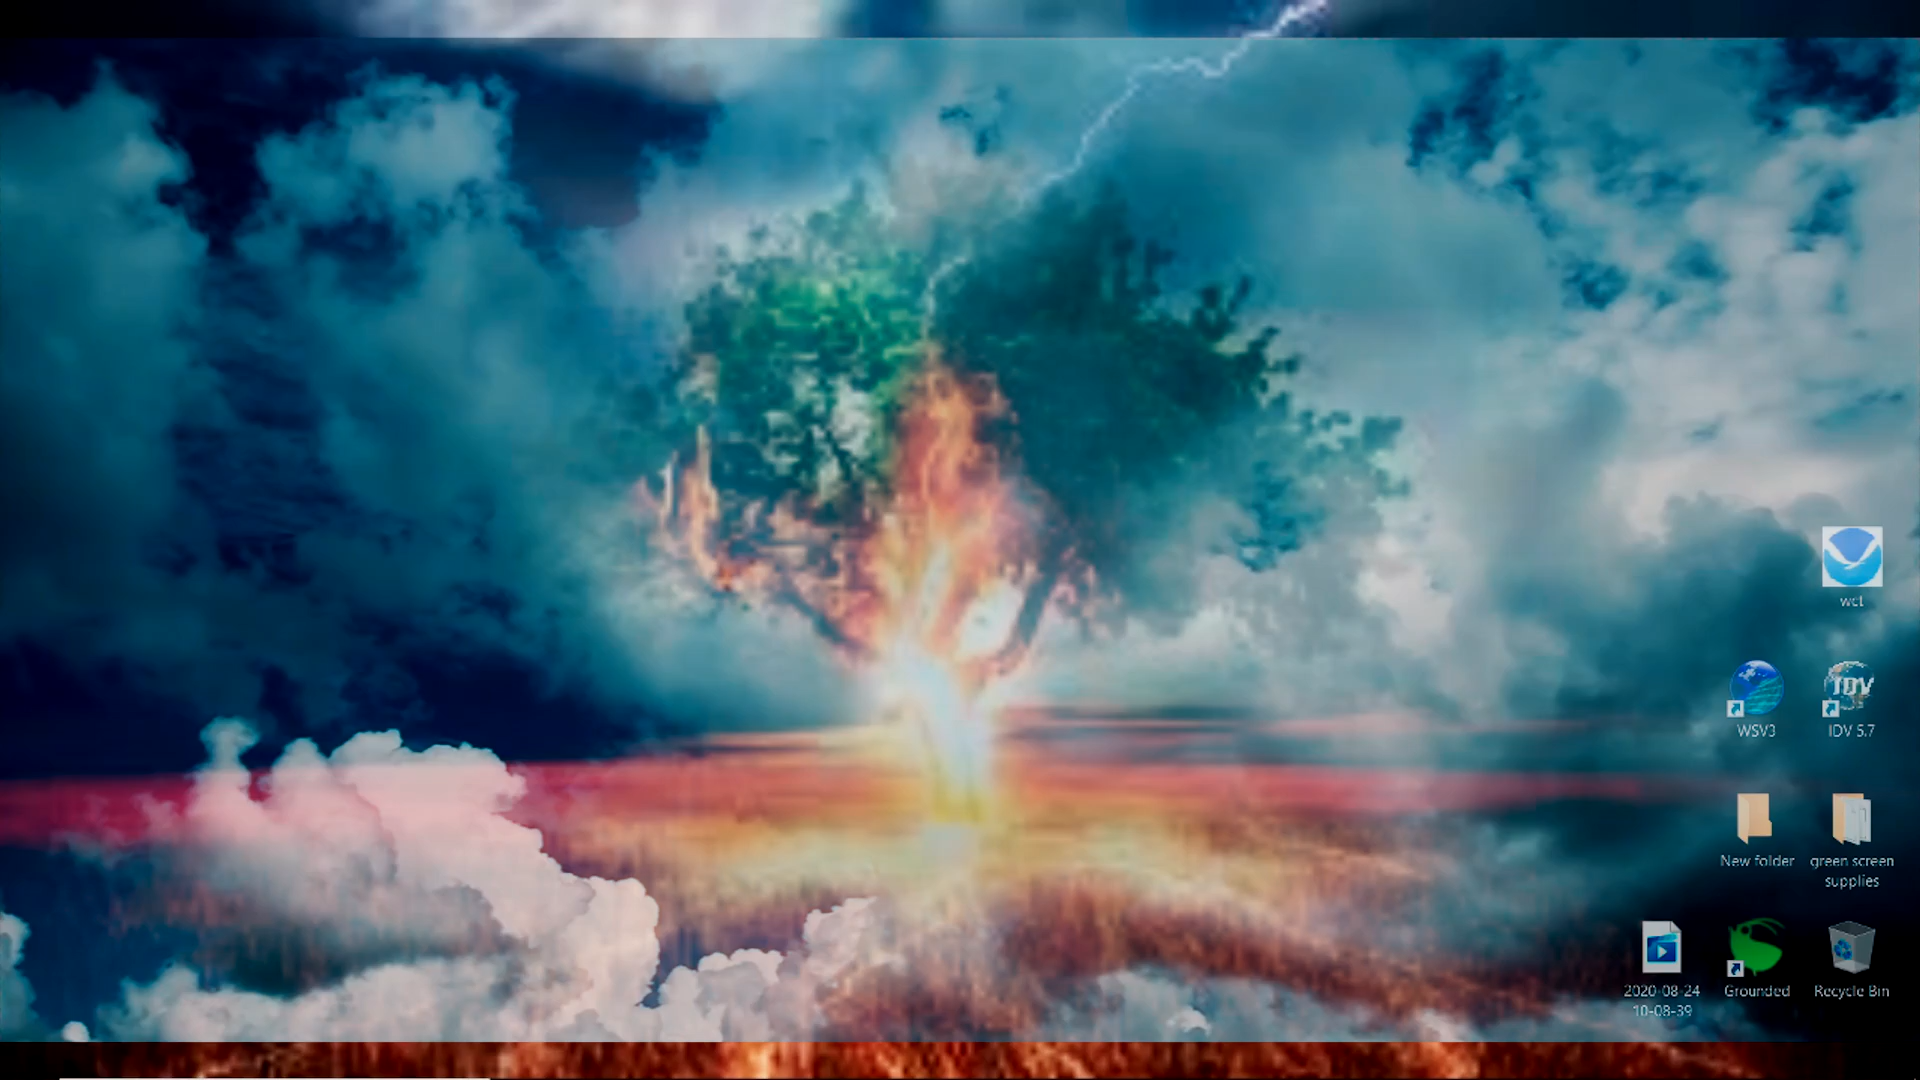 wct
WSV3
IDV
IDV 5.7
New folder
green screen
supplies
2020-08-24
10-08-39
Grounded
Recycle Bin